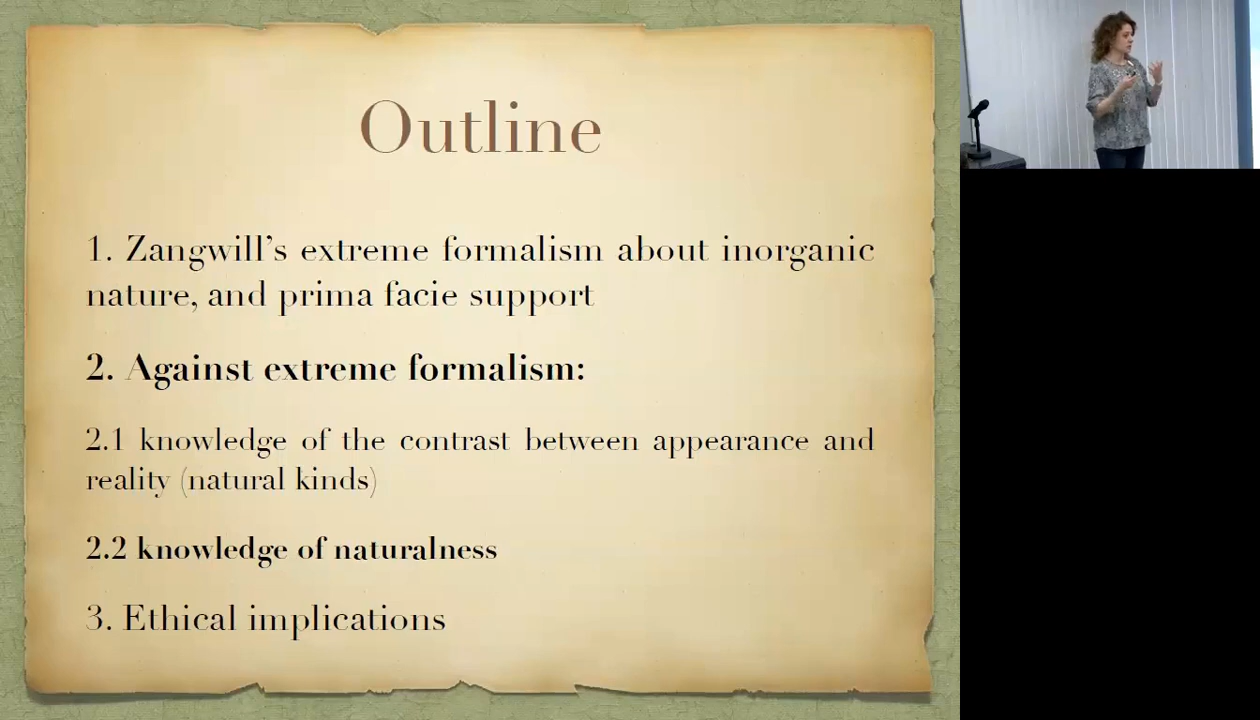 Outline
1. Zangwill's extreme formalism about inorganic
nature, and prima facie support
2. Against extreme formalism:
2.1 knowledge of the contrast between appearance and
reality (natural kinds)
2.2 knowledge of naturalness
3. Ethical implications